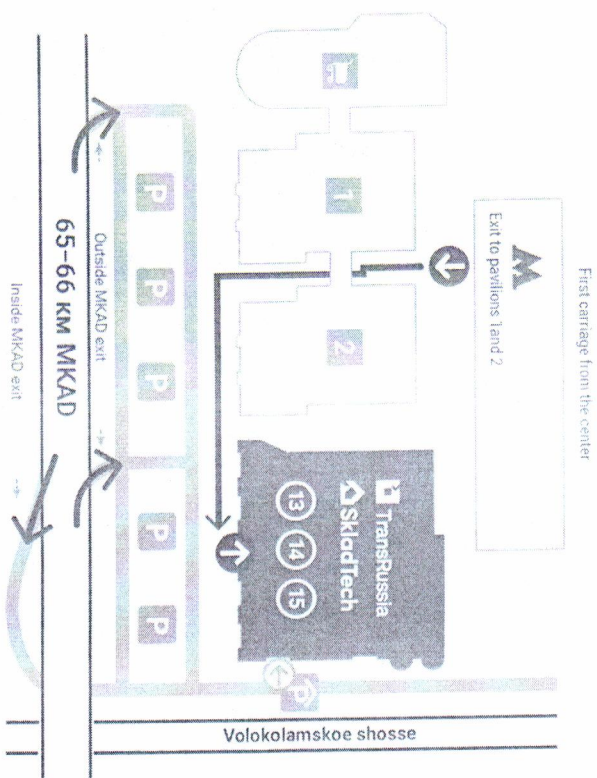 First carriage from the center
M
Exit to pavilions 1and 2
1
2
TransRussia
SkladTech
13 14 15
P P P P P
Outside MKAD exit
65–66 км MKAD
Inside MKAD exit
P
Volokolamskoe shosse